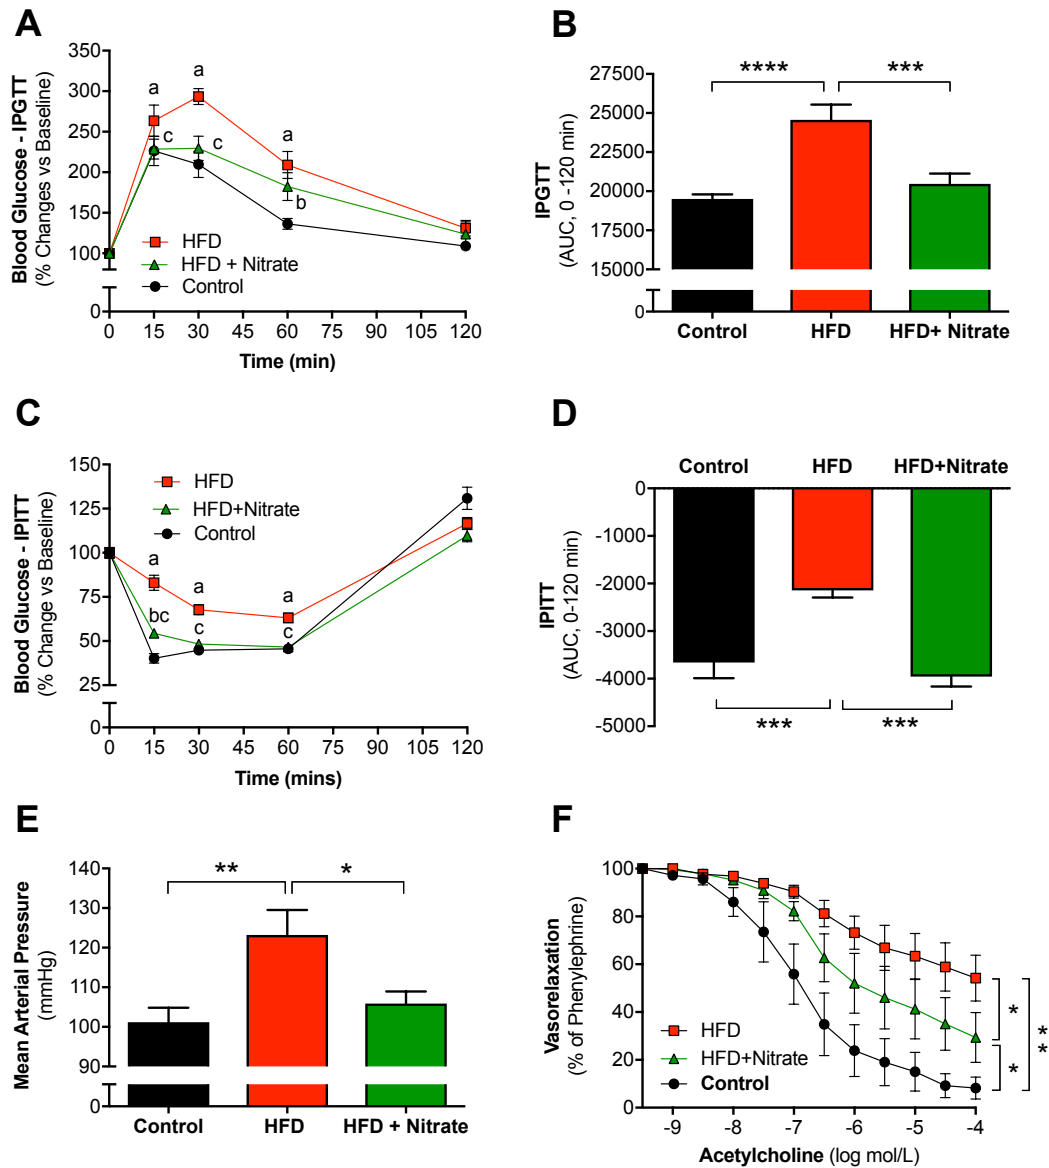 A
Blood Glucose - IPGTT
(% Changes vs Baseline)
350
300
250
200
150
100
0
a
a
a
c
c
b
HFD
HFD + Nitrate
Control
0 15 30 45 60 75 90 105 120
Time (min)
B
IPGTT
(AUC, 0-120 min)
27500
25000
22500
20000
17500
15000
0
**** ***
Control HFD HFD+ Nitrate
C
Blood Glucose - IPITT
(% Change vs Baseline)
150
125
100
75
50
25
0
HFD
HFD+Nitrate
Control
a
a
a
bc
c
c
0 15 30 45 60 75 90 105 120
Time (mins)
D
Control HFD HFD+Nitrate
IPITT
(AUC, 0-120 min)
0
-1000
-2000
-3000
-4000
-5000
*** ***
E
Mean Arterial Pressure
(mmHg)
140
130
120
110
100
90
0
** *
Control HFD HFD + Nitrate
F
Vasorelaxation
(% of Phenylephrine)
100
80
60
40
20
0
HFD
HFD+Nitrate
Control
*
*
**
-9 -8 -7 -6 -5 -4
Acetylcholine (log mol/L)